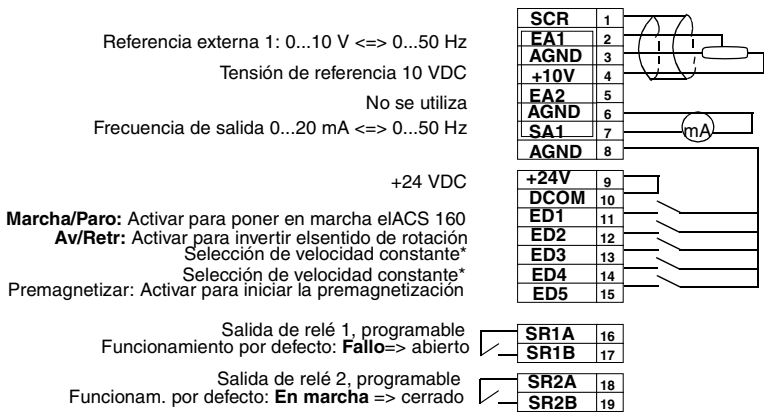 SCR 1
Referencia externa 1: 0...10 V <=> 0...50 Hz EA1 2
AGND 3
Tensión de referencia 10 VDC +10V 4
No se utiliza EA2 5
AGND 6
Frecuencia de salida 0...20 mA <=> 0...50 Hz SA1 7 mA
AGND 8
+24 VDC +24V 9
DCOM 10
Marcha/Paro: Activar para poner en marcha elACS 160 ED1 11
Av/Retr: Activar para invertir elsentido de rotación ED2 12
Selección de velocidad constante* ED3 13
Selección de velocidad constante* ED4 14
Premagnetizar: Activar para iniciar la premagnetización ED5 15
Salida de relé 1, programable SR1A 16
Funcionamiento por defecto: Fallo=> abierto SR1B 17
Salida de relé 2, programable SR2A 18
Funcionam. por defecto: En marcha => cerrado SR2B 19